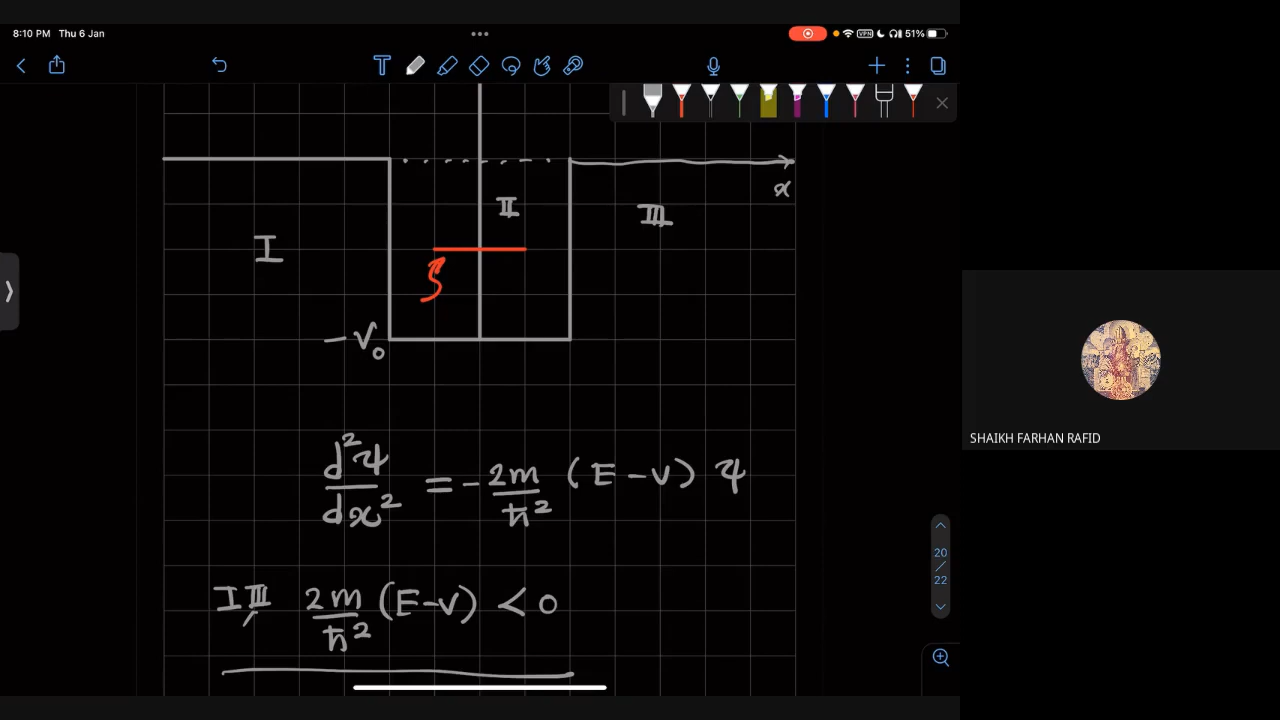 8:10 PM Thu 6 Jan
VPN 51%
x
II
III
I
-V₀
d²ψ/dx² = -2m/ħ² (E-V) ψ
20
/
22
I, III 2m/ħ² (E-V) < 0
SHAIKH FARHAN RAFID